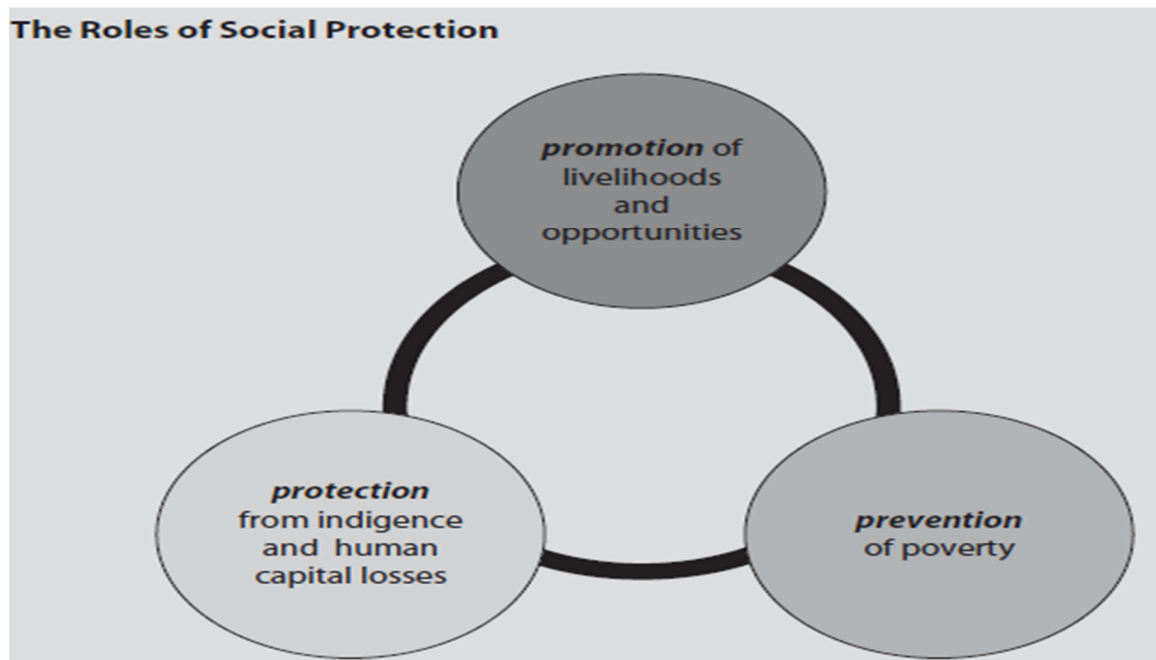 The Roles of Social Protection
promotion of
livelihoods
and
opportunities
protection
from indigence
and human
capital losses
prevention
of poverty